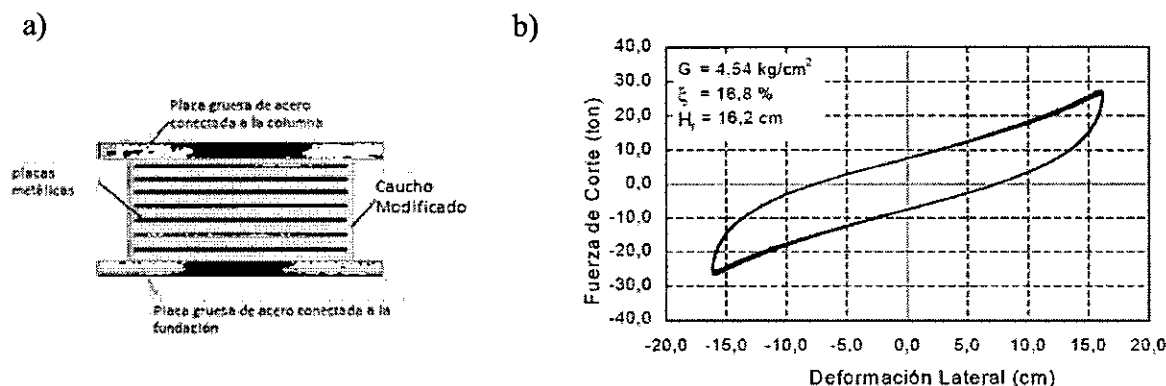 a)
Placa gruesa de acero
conectada a la columna
placas
metálicas
Caucho
Modificado
Placa gruesa de acero conectada a la
fundación
b)
40,0
30.0
20,0
10,0
0,0
-10,0
-20,0
-30,0
-40,0
Fuerza de Corte (ton)
G = 4.54 kg/cm²
ξ = 16,8 %
Hr = 16,2 cm
-20,0 -15,0 -10,0 -5,0 0,0 5,0 10,0 15,0 20,0
Deformación Lateral (cm)